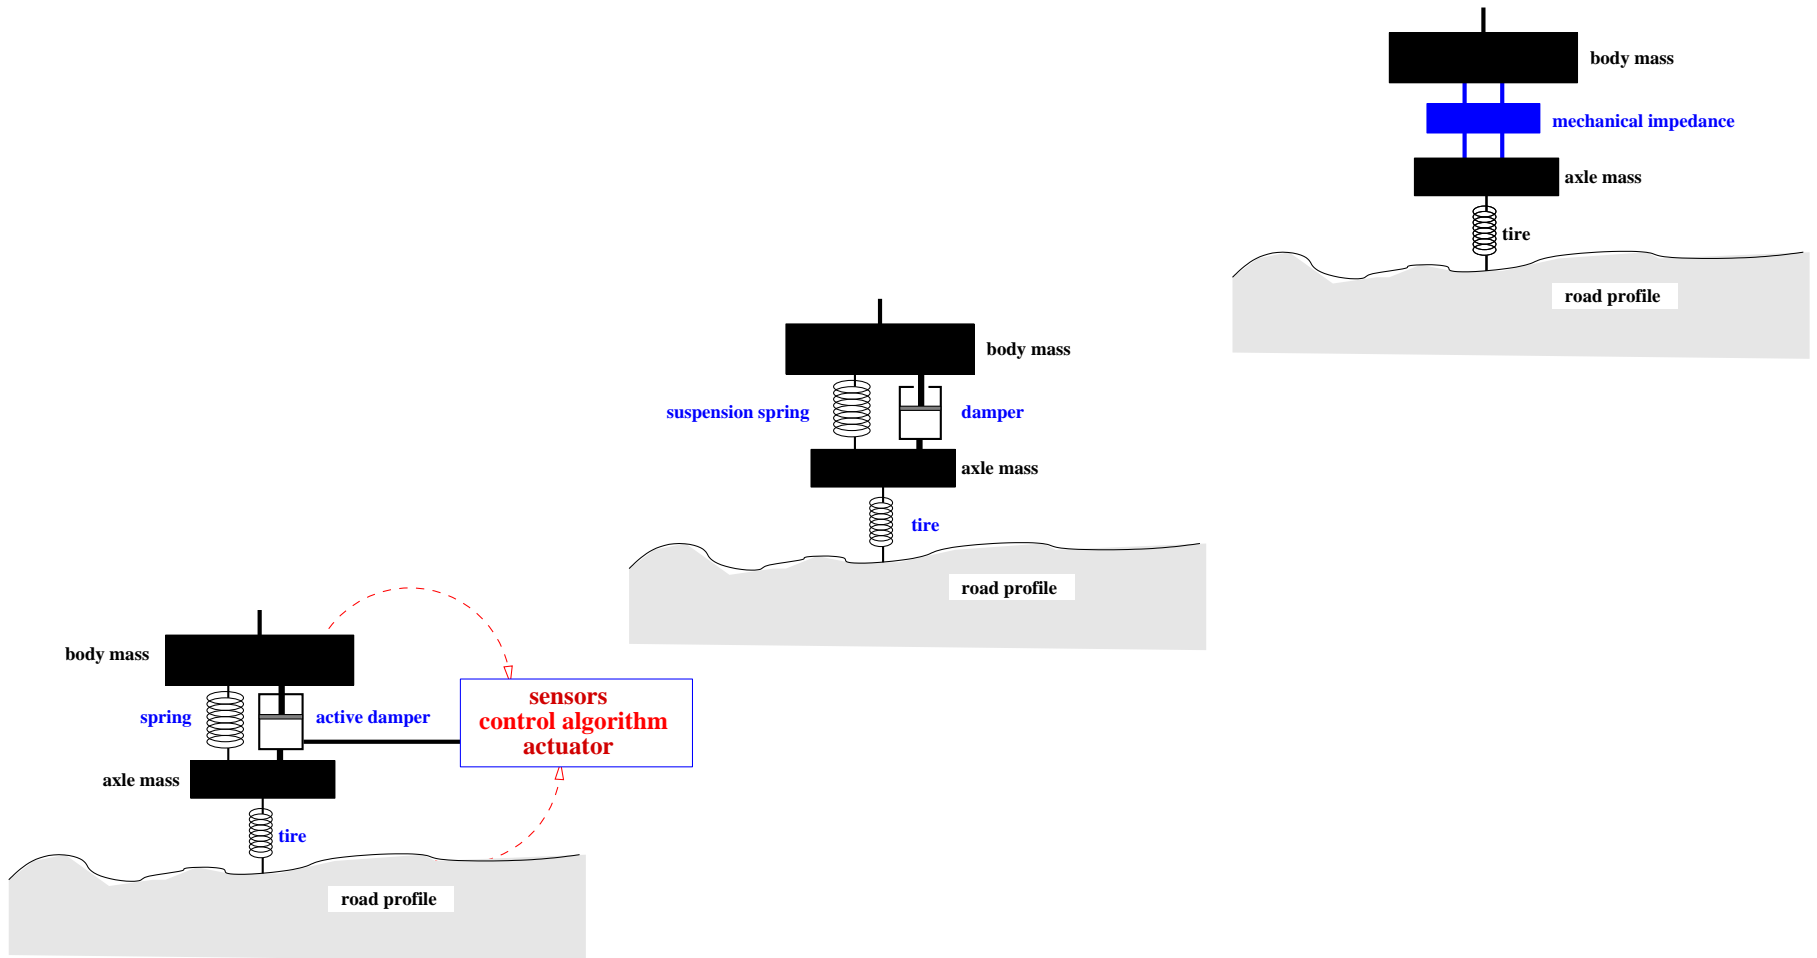 body mass
mechanical impedance
axle mass
tire
road profile
body mass
suspension spring
damper
axle mass
tire
road profile
body mass
spring
active damper
sensors
control algorithm
actuator
axle mass
tire
road profile